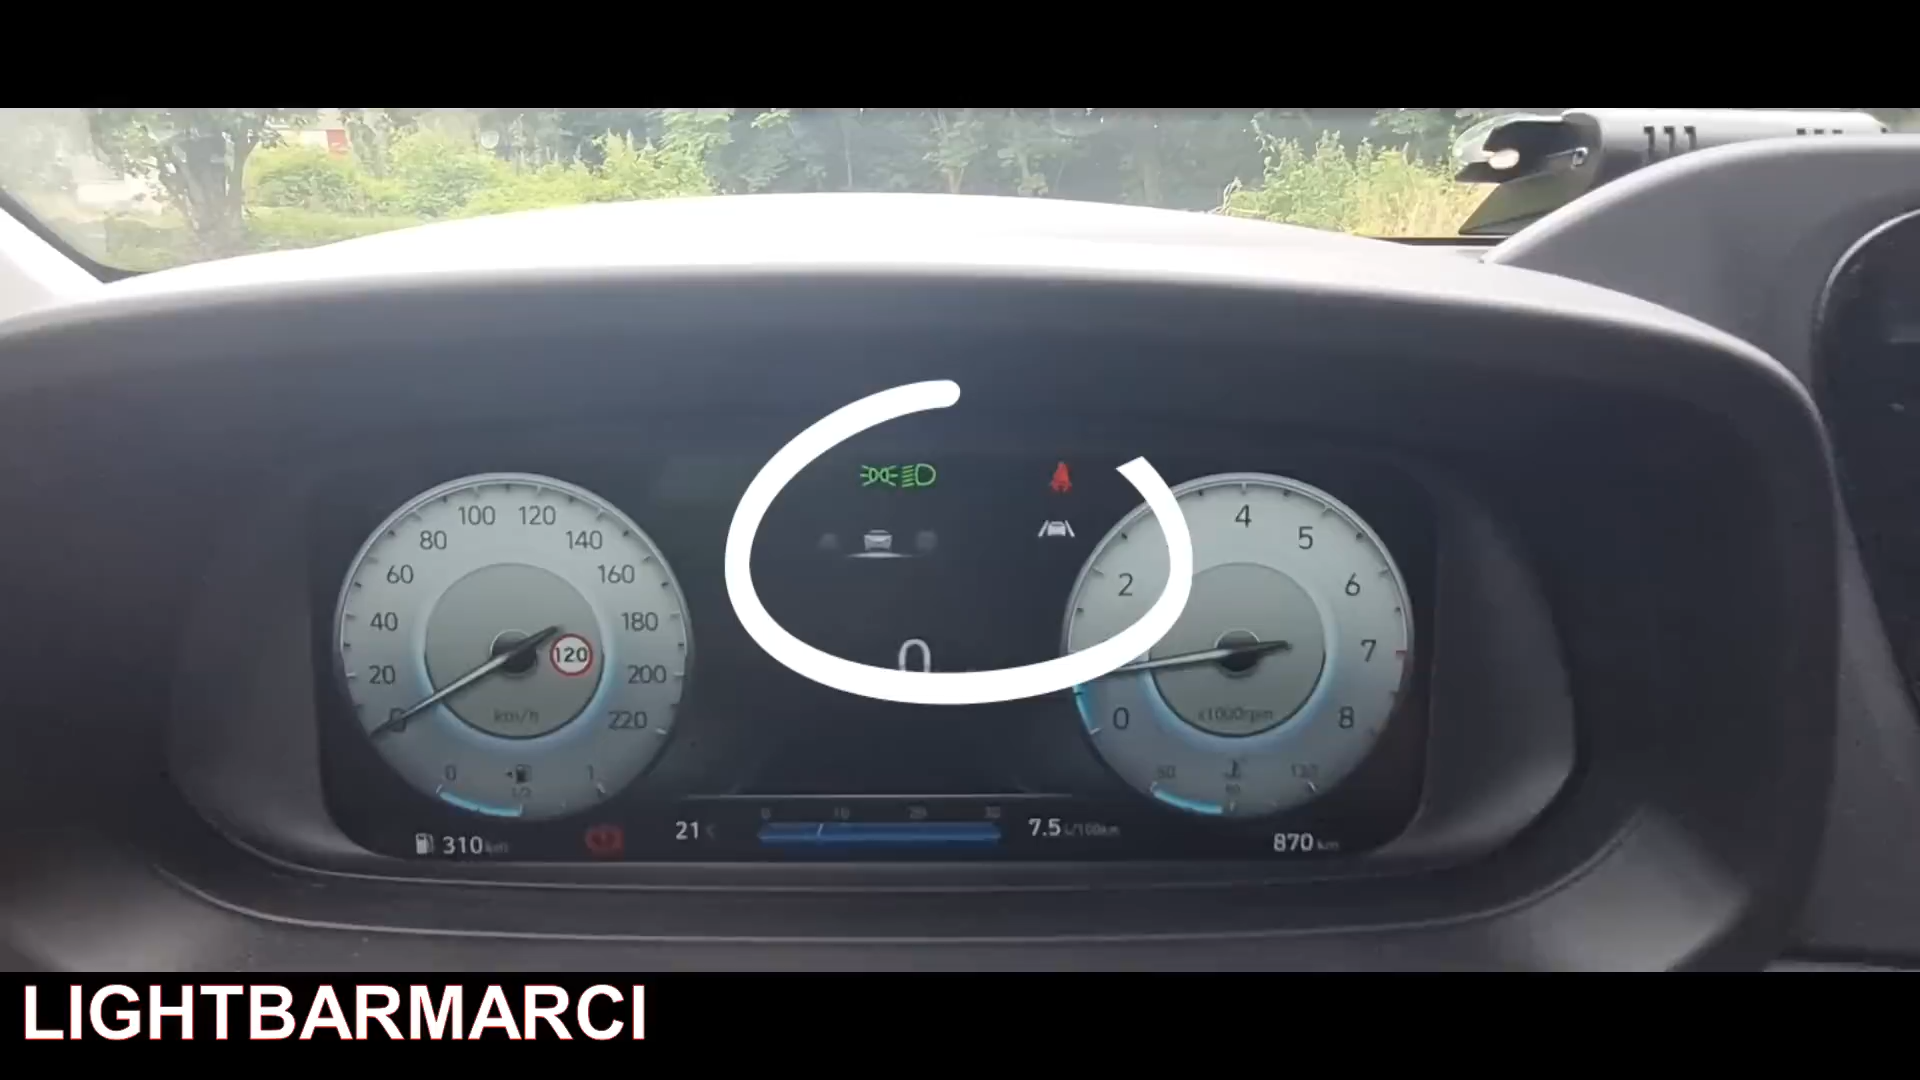 100 120
80 140
60 160
40 180
120
20 200
0 220
km/h
0 1
1/2
310 km
0
21 C
0 10 20 30
7.5 L/100km
4
5
2 6
7
0 8
x1000rpm
50 130
90
870 km
LIGHTBARMARCI